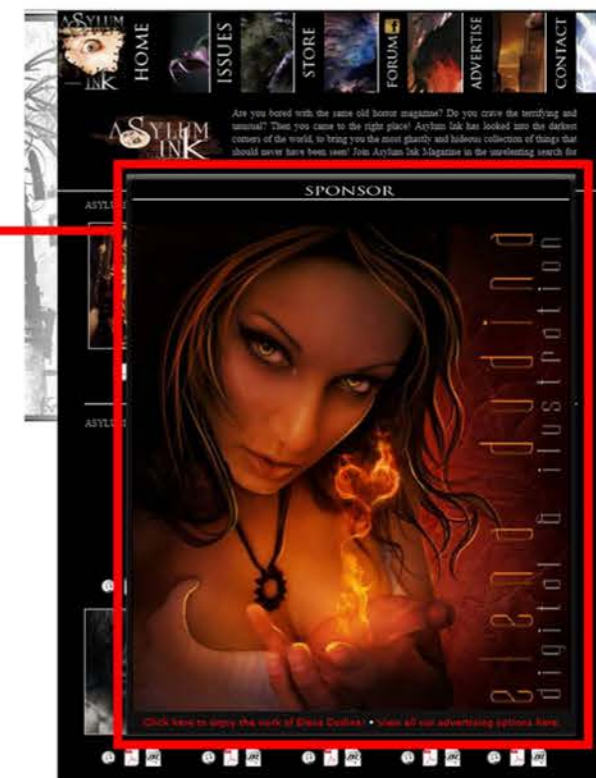 ASYLUM INK
HOME
ISSUES
STORE
FORUM
ADVERTISE
CONTACT
ASYLUM INK
Are you bored with the same old horror magazine? Do you crave the terrifying and
unusual? Then you came to the right place! Asylum Ink has looked into the darkest
corners of the world, to bring you the most ghastly and hideous collection of things that
should never have been seen! Join Asylum Ink Magazine in the unrelenting search for
SPONSOR
elena dudina
digital & ilustration
Click here to enjoy the work of Elena Dudina! • View all our advertising options here.